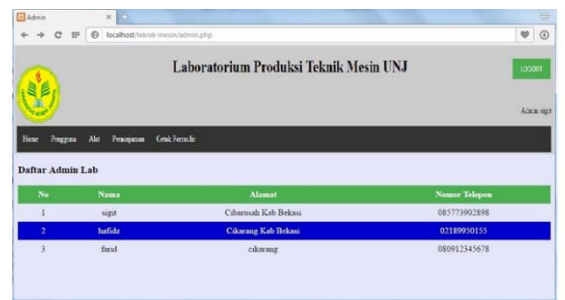 Admin
localhost/teknik-mesin/admin.php
Laboratorium Produksi Teknik Mesin UNJ
LOGOUT
Admin: sigit
Home Pengguna Alat Peminjaman Cetak Formulir
Daftar Admin Lab
No Nama Alamat Nomor Telepon
1 sigit Cibarusah Kab Bekasi 085773902898
2 hafidz Cikarang Kab Bekasi 02189950155
3 farid cikarang 080912345678